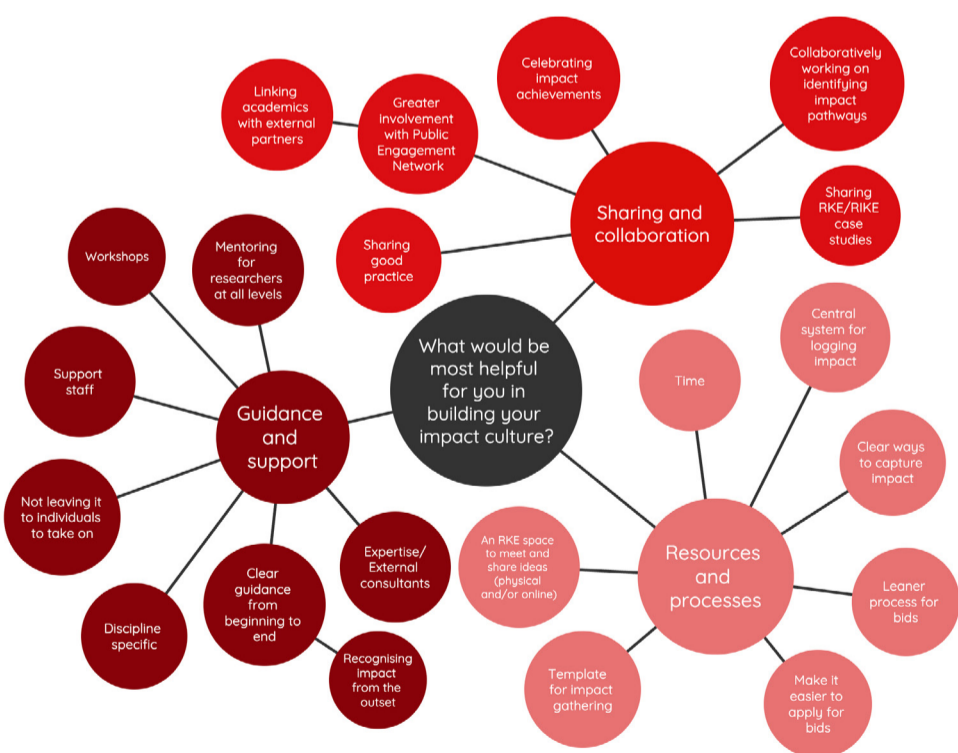 What would be
most helpful
for you in
building your
impact culture?
Sharing and
collaboration
Celebrating
impact
achievements
Collaboratively
working on
identifying
impact
pathways
Sharing
RKE/RIKE
case
studies
Greater
involvement
with Public
Engagement
Network
Linking
academics
with external
partners
Sharing
good
practice
Guidance
and
support
Mentoring
for
researchers
at all levels
Workshops
Support
staff
Not leaving it
to individuals
to take on
Discipline
specific
Clear
guidance
from
beginning to
end
Recognising
impact
from the
outset
Expertise/
External
consultants
Resources
and
processes
Time
Central
system for
logging
impact
Clear ways
to capture
impact
Leaner
process for
bids
Make it
easier to
apply for
bids
Template
for impact
gathering
An RKE space
to meet and
share ideas
(physical
and/or online)